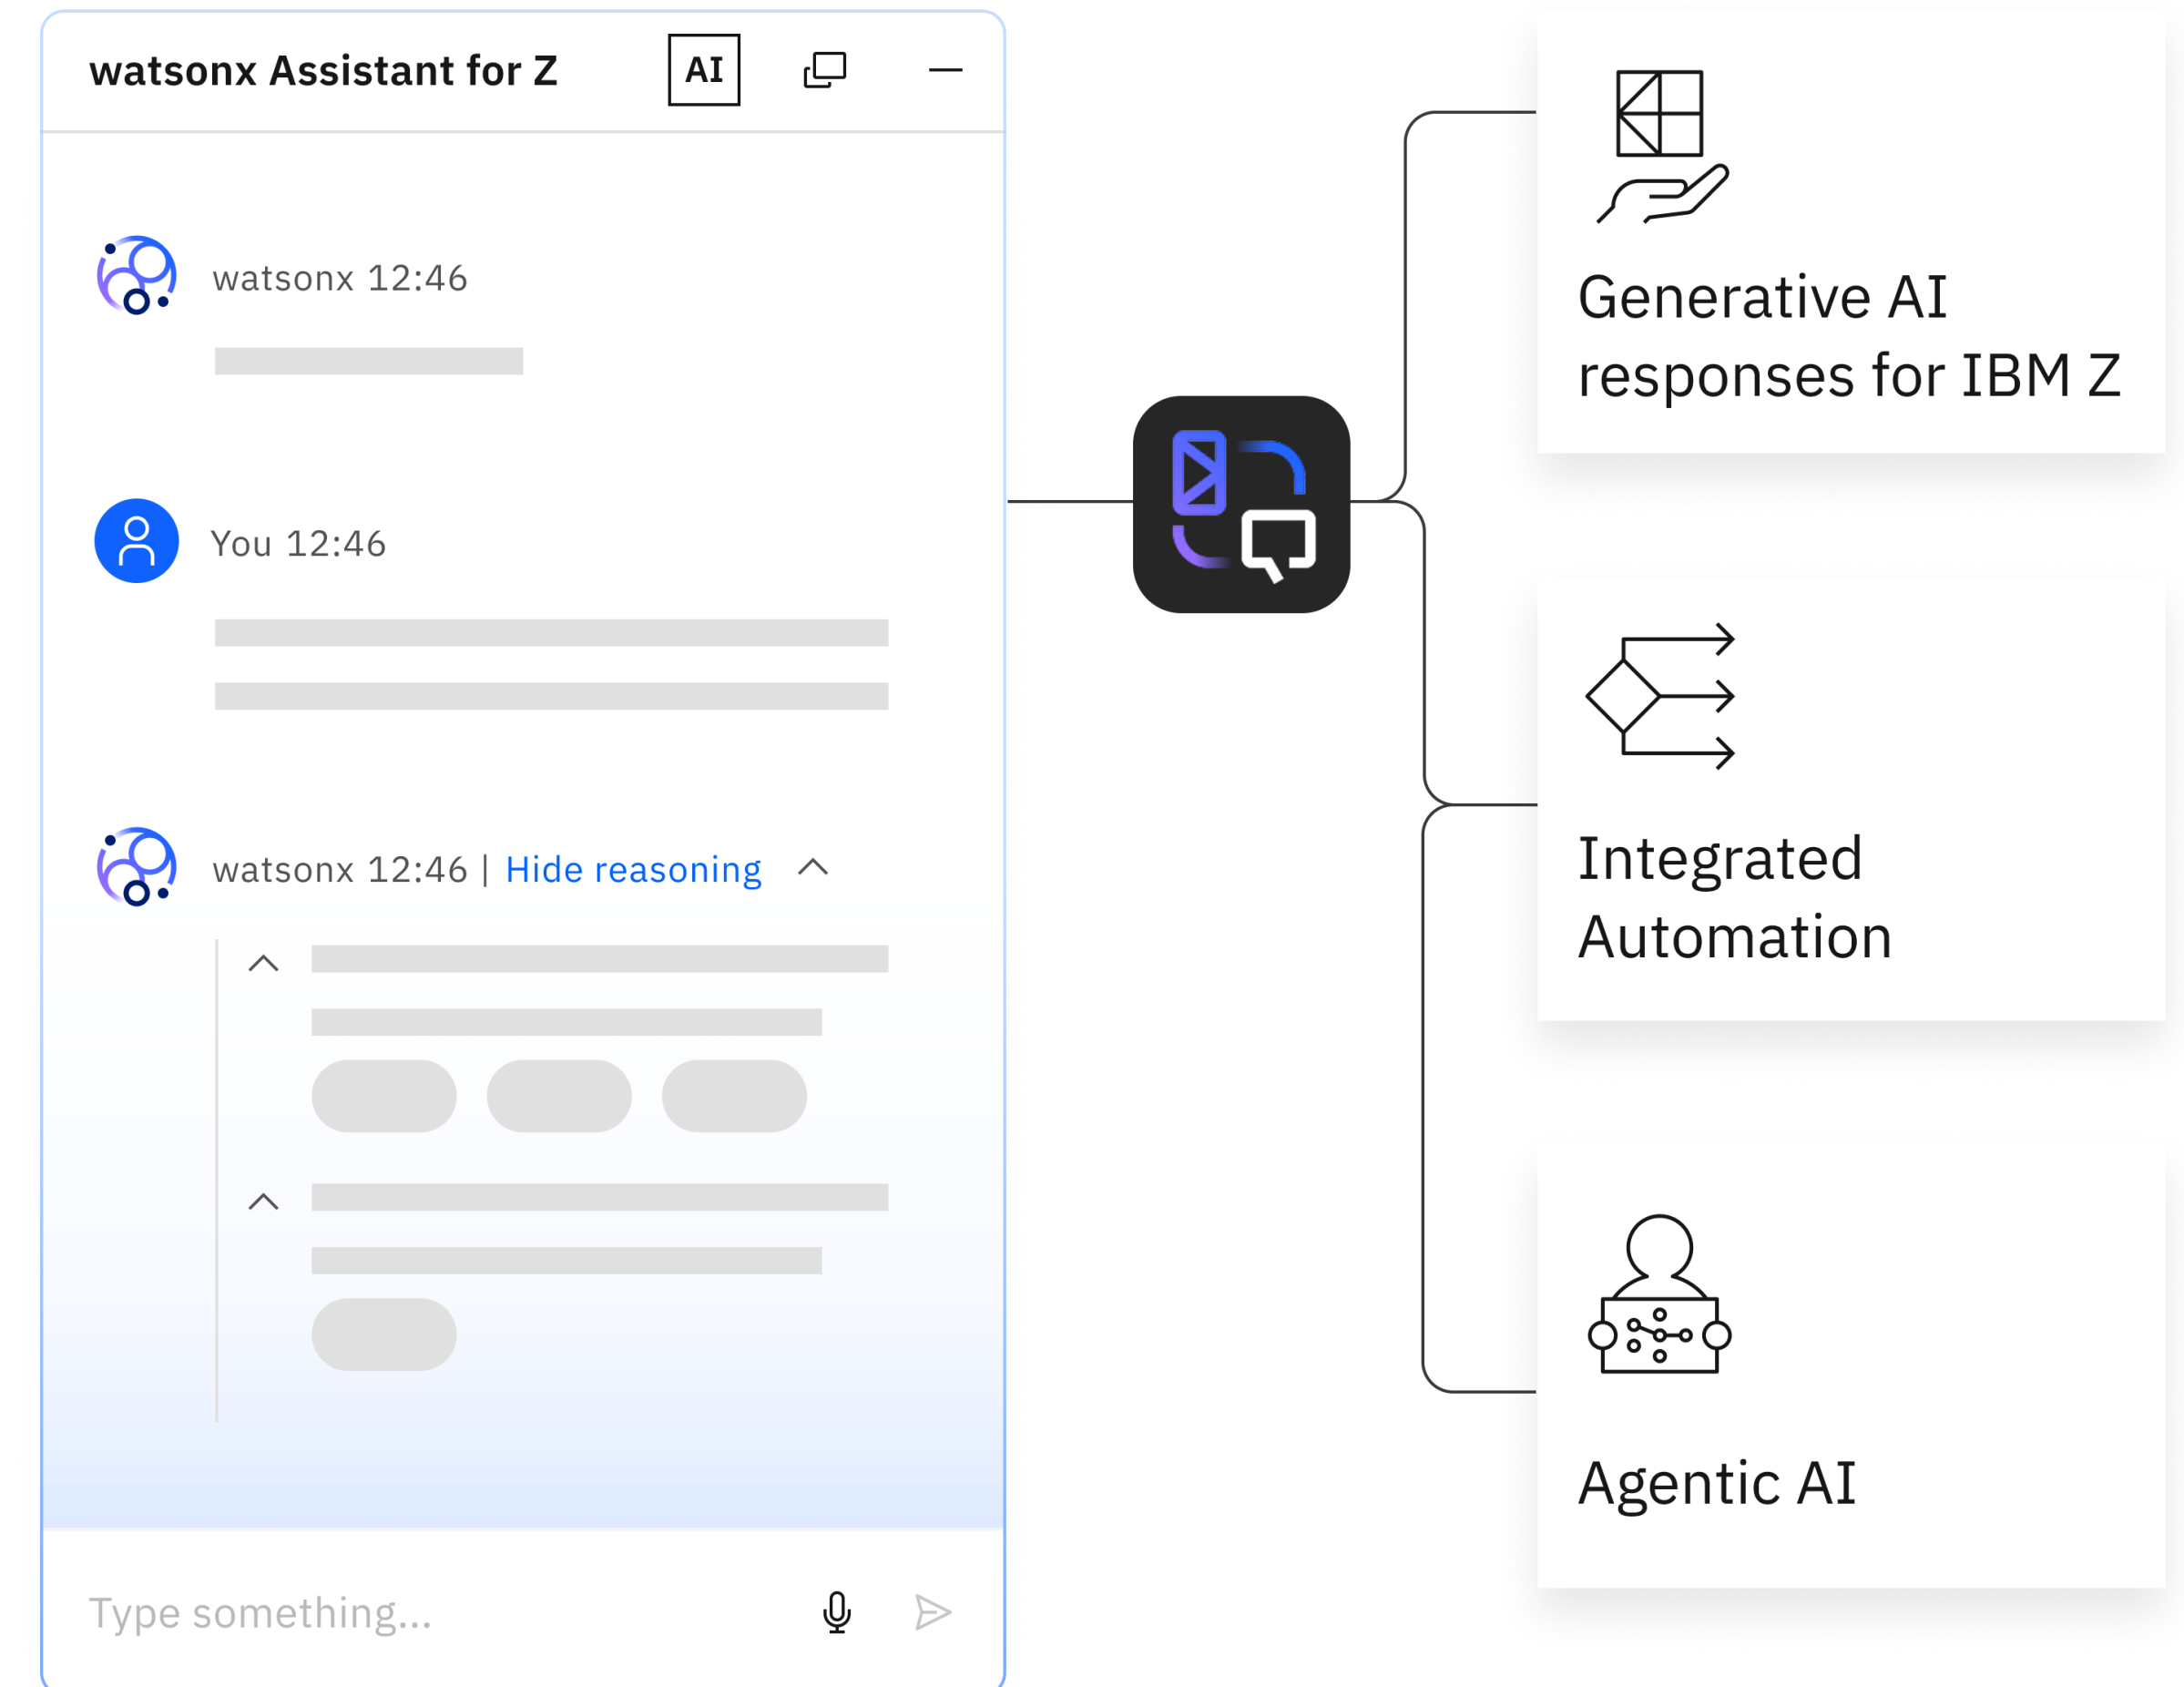 watsonx Assistant for Z
AI
watsonx 12:46
You 12:46
watsonx 12:46 | Hide reasoning
Type something...
Generative AI
responses for IBM Z
Integrated
Automation
Agentic AI